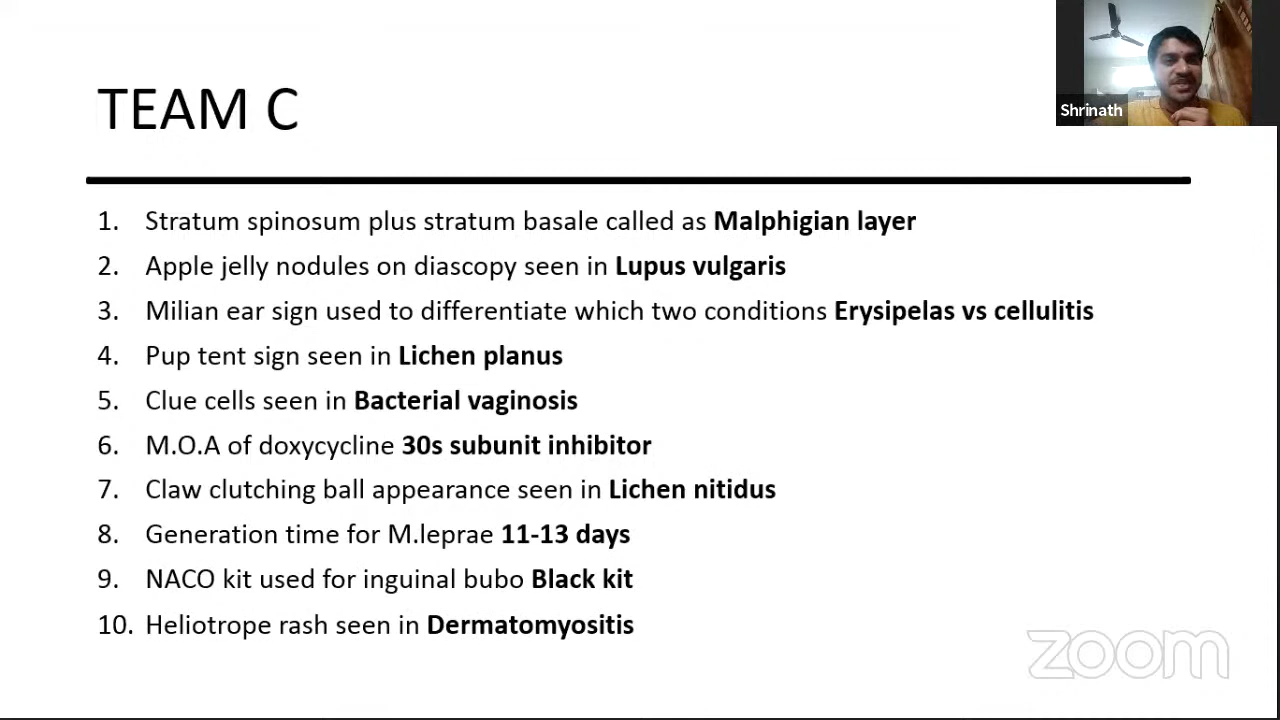 Shrinath
TEAM C
1. Stratum spinosum plus stratum basale called as Malphigian layer
2. Apple jelly nodules on diascopy seen in Lupus vulgaris
3. Milian ear sign used to differentiate which two conditions Erysipelas vs cellulitis
4. Pup tent sign seen in Lichen planus
5. Clue cells seen in Bacterial vaginosis
6. M.O.A of doxycycline 30s subunit inhibitor
7. Claw clutching ball appearance seen in Lichen nitidus
8. Generation time for M.leprae 11-13 days
9. NACO kit used for inguinal bubo Black kit
10. Heliotrope rash seen in Dermatomyositis
zoom